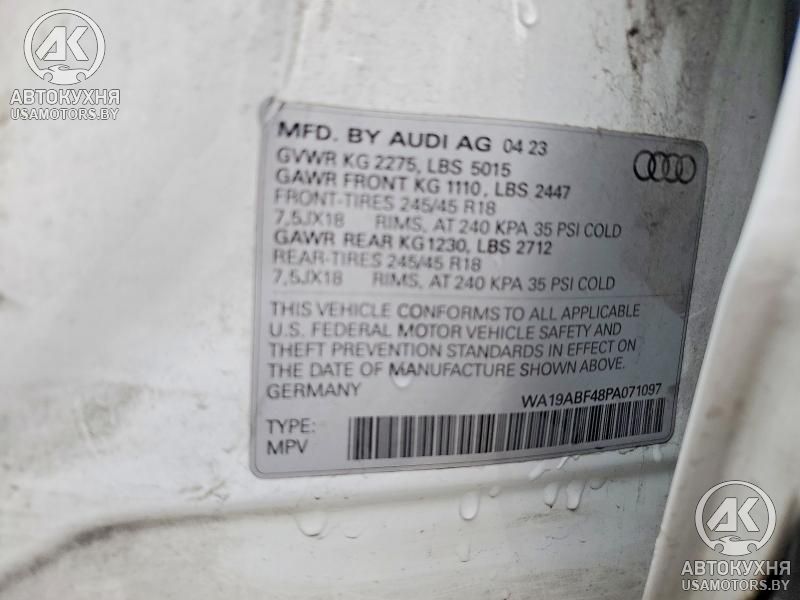 АК
АВТОКУХНЯ
USAMOTORS.BY
MFD. BY AUDI AG 04 23
GVWR KG 2275, LBS 5015
GAWR FRONT KG 1110, LBS 2447
FRONT-TIRES 245/45 R18
7,5JX18 RIMS, AT 240 KPA 35 PSI COLD
GAWR REAR KG1230, LBS 2712
REAR-TIRES 245/45 R18
7,5JX18 RIMS, AT 240 KPA 35 PSI COLD
THIS VEHICLE CONFORMS TO ALL APPLICABLE
U.S. FEDERAL MOTOR VEHICLE SAFETY AND
THEFT PREVENTION STANDARDS IN EFFECT ON
THE DATE OF MANUFACTURE SHOWN ABOVE.
GERMANY WA19ABF48PA071097
TYPE:
MPV
АК
АВТОКУХНЯ
USAMOTORS.BY